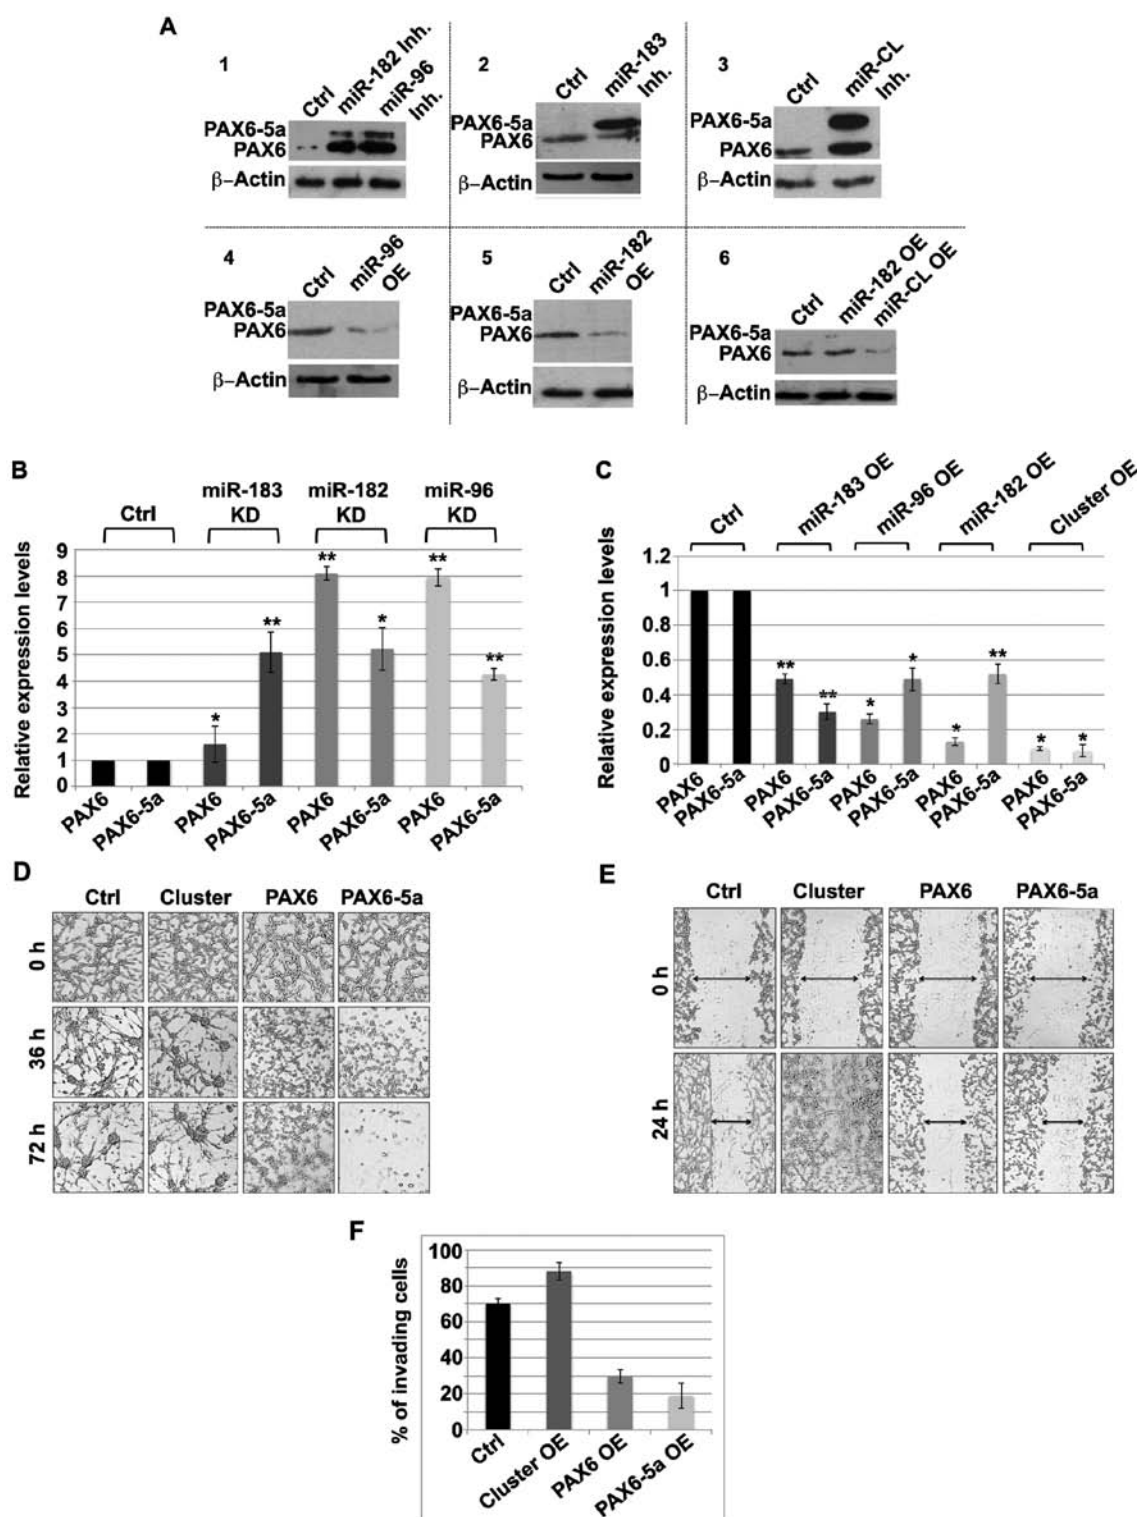 A
1
Ctrl
miR-182 Inh.
miR-96
Inh.
PAX6-5a
PAX6
β-Actin
2
Ctrl
miR-183
Inh.
PAX6-5a
PAX6
β-Actin
3
Ctrl
miR-CL
Inh.
PAX6-5a
PAX6
β-Actin
4
Ctrl
miR-96
OE
PAX6-5a
PAX6
β-Actin
5
Ctrl
miR-182
OE
PAX6-5a
PAX6
β-Actin
6
Ctrl
miR-182 OE
miR-CL OE
PAX6-5a
PAX6
β-Actin
B
Ctrl
miR-183
KD
miR-182
KD
miR-96
KD
Relative expression levels
9
8
7
6
5
4
3
2
1
0
*
**
**
*
**
**
PAX6
PAX6-5a
PAX6
PAX6-5a
PAX6
PAX6-5a
PAX6
PAX6-5a
C
Ctrl
miR-183 OE
miR-96 OE
miR-182 OE
Cluster OE
Relative expression levels
1.2
1
0.8
0.6
0.4
0.2
0
**
**
*
*
*
**
*
*
PAX6
PAX6-5a
PAX6
PAX6-5a
PAX6
PAX6-5a
PAX6
PAX6-5a
PAX6
PAX6-5a
D
Ctrl Cluster PAX6 PAX6-5a
0 h
36 h
72 h
E
Ctrl Cluster PAX6 PAX6-5a
0 h
24 h
F
% of invading cells
100
80
60
40
20
0
Ctrl
Cluster OE
PAX6 OE
PAX6-5a OE